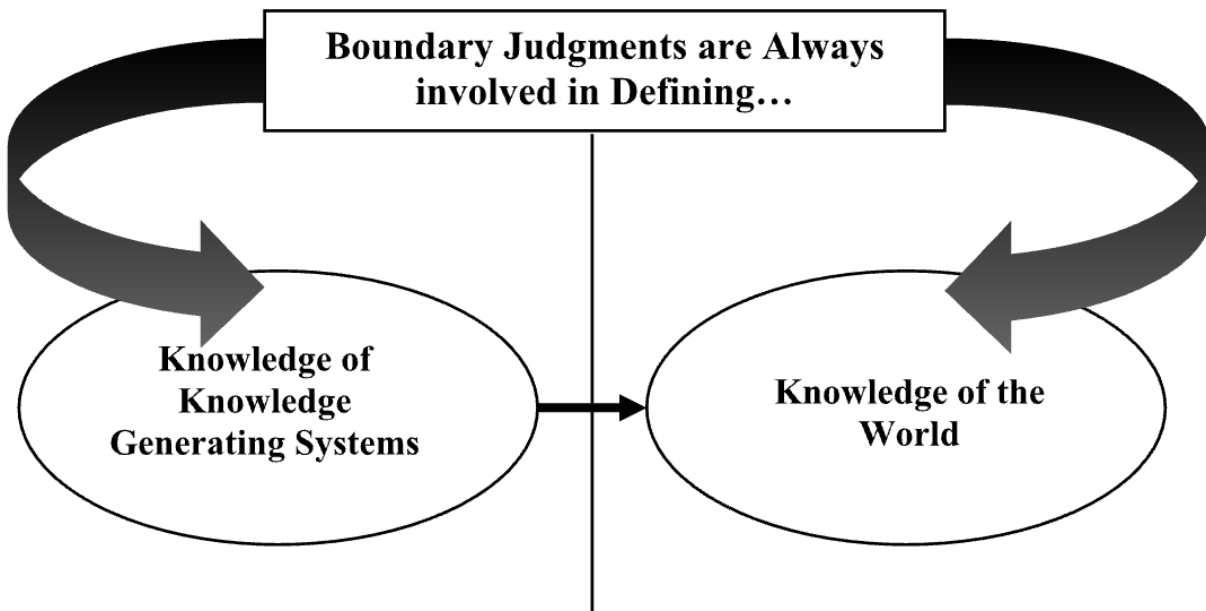 Boundary Judgments are Always
involved in Defining…
Knowledge of
Knowledge
Generating Systems
Knowledge of the
World